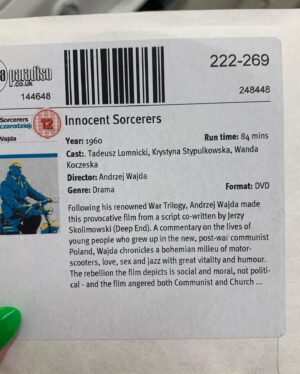 a paradiso
.co.uk
144648
222-269
248448
Sorcerers
czarodzieje
Wajda
12
Innocent Sorcerers
Year: 1960
Run time: 84 mins
Cast: Tadeusz Lomnicki, Krystyna Stypulkowska, Wanda
Koczeska
Director: Andrzej Wajda
Genre: Drama
Format: DVD
Following his renowned War Trilogy, Andrzej Wajda made
this provocative film from a script co-written by Jerzy
Skolimowski (Deep End). A commentary on the lives of
young people who grew up in the new, post-war communist
Poland, Wajda chronicles a bohemian milieu of motor-
scooters, love, sex and jazz with great vitality and humour.
The rebellion the film depicts is social and moral, not politi-
cal - and the film angered both Communist and Church ...